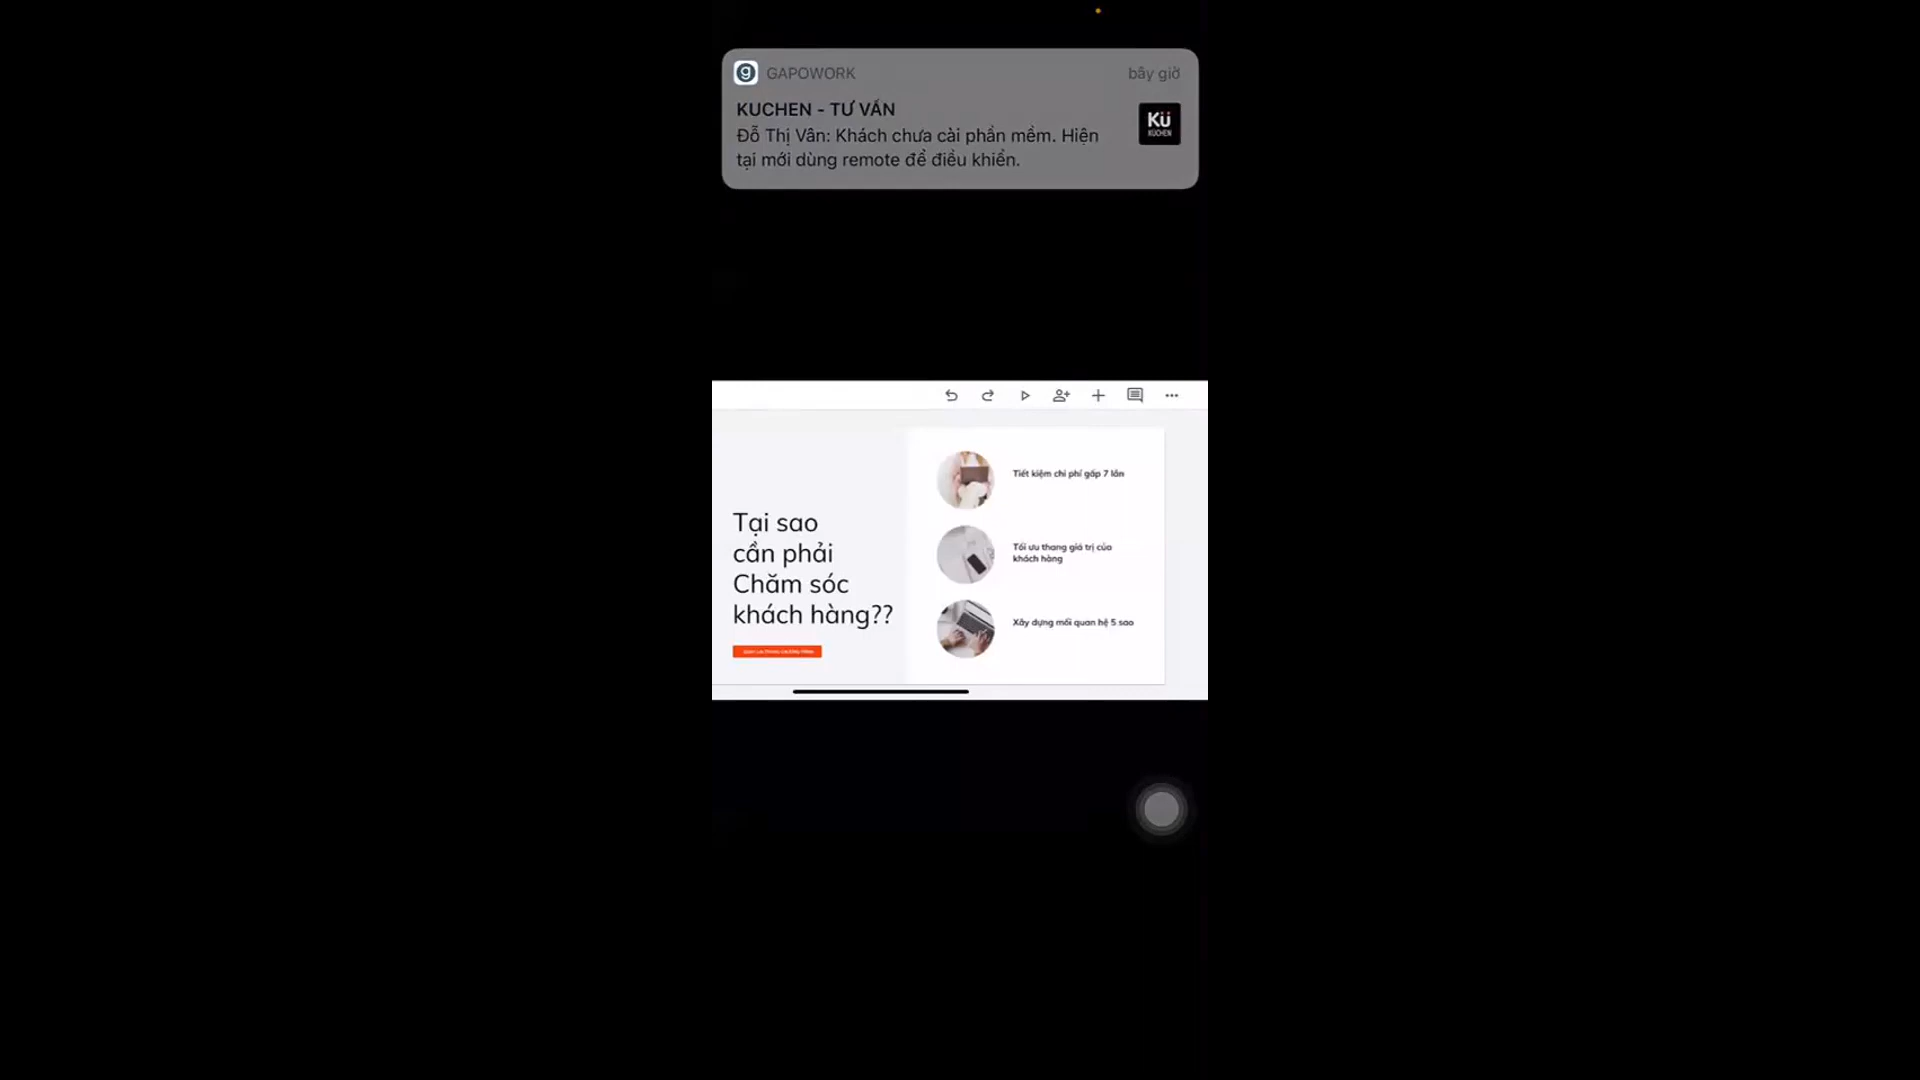 GAPOWORK
bây giờ
KUCHEN - TƯ VẤN
Đỗ Thị Vân: Khách chưa cài phần mềm. Hiện
tại mới dùng remote để điều khiển.
Kü
KÜCHEN
Tại sao
cần phải
Chăm sóc
khách hàng??
Tiết kiệm chi phí gấp 7 lần
Tối ưu thang giá trị của
khách hàng
Xây dựng mối quan hệ 5 sao